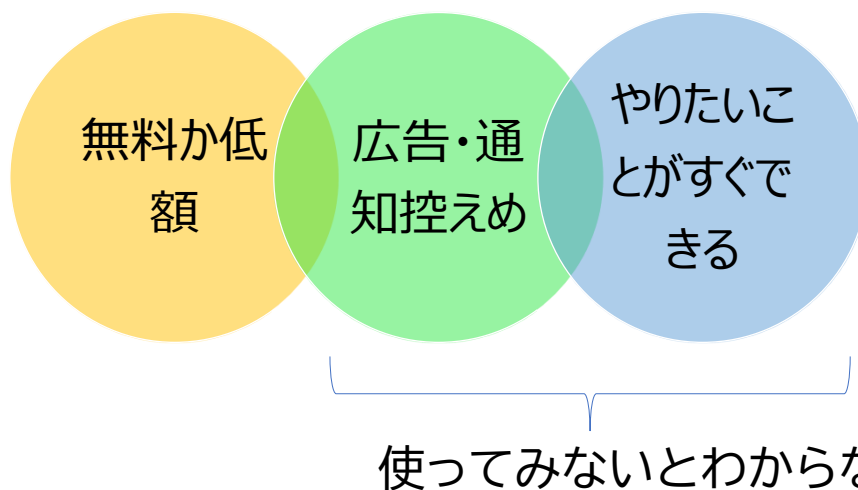 無料か低
額
広告・通
知控えめ
やりたいこ
とがすぐで
きる
使ってみないとわからな